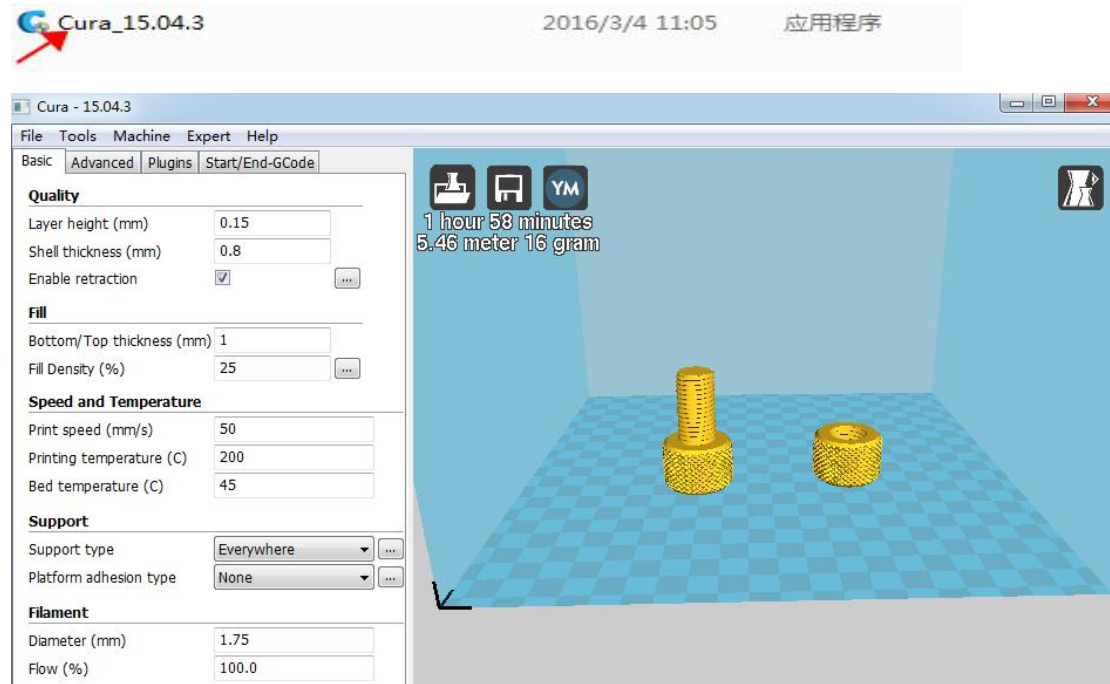 Cura_15.04.3 2016/3/4 11:05 应用程序
Cura - 15.04.3
File Tools Machine Expert Help
Basic Advanced Plugins Start/End-GCode
Quality
Layer height (mm) 0.15
Shell thickness (mm) 0.8
Enable retraction ...
Fill
Bottom/Top thickness (mm) 1
Fill Density (%) 25 ...
Speed and Temperature
Print speed (mm/s) 50
Printing temperature (C) 200
Bed temperature (C) 45
Support
Support type Everywhere ...
Platform adhesion type None ...
Filament
Diameter (mm) 1.75
Flow (%) 100.0
YM
1 hour 58 minutes
5.46 meter 16 gram